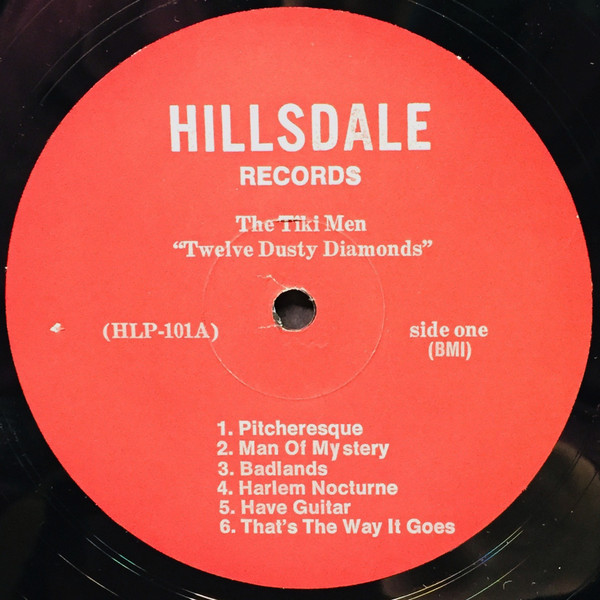 HILLSDALE
RECORDS
The Tiki Men
“Twelve Dusty Diamonds”
(HLP-101A)
side one
(BMI)
1. Pitcheresque
2. Man Of Mystery
3. Badlands
4. Harlem Nocturne
5. Have Guitar
6. That's The Way It Goes